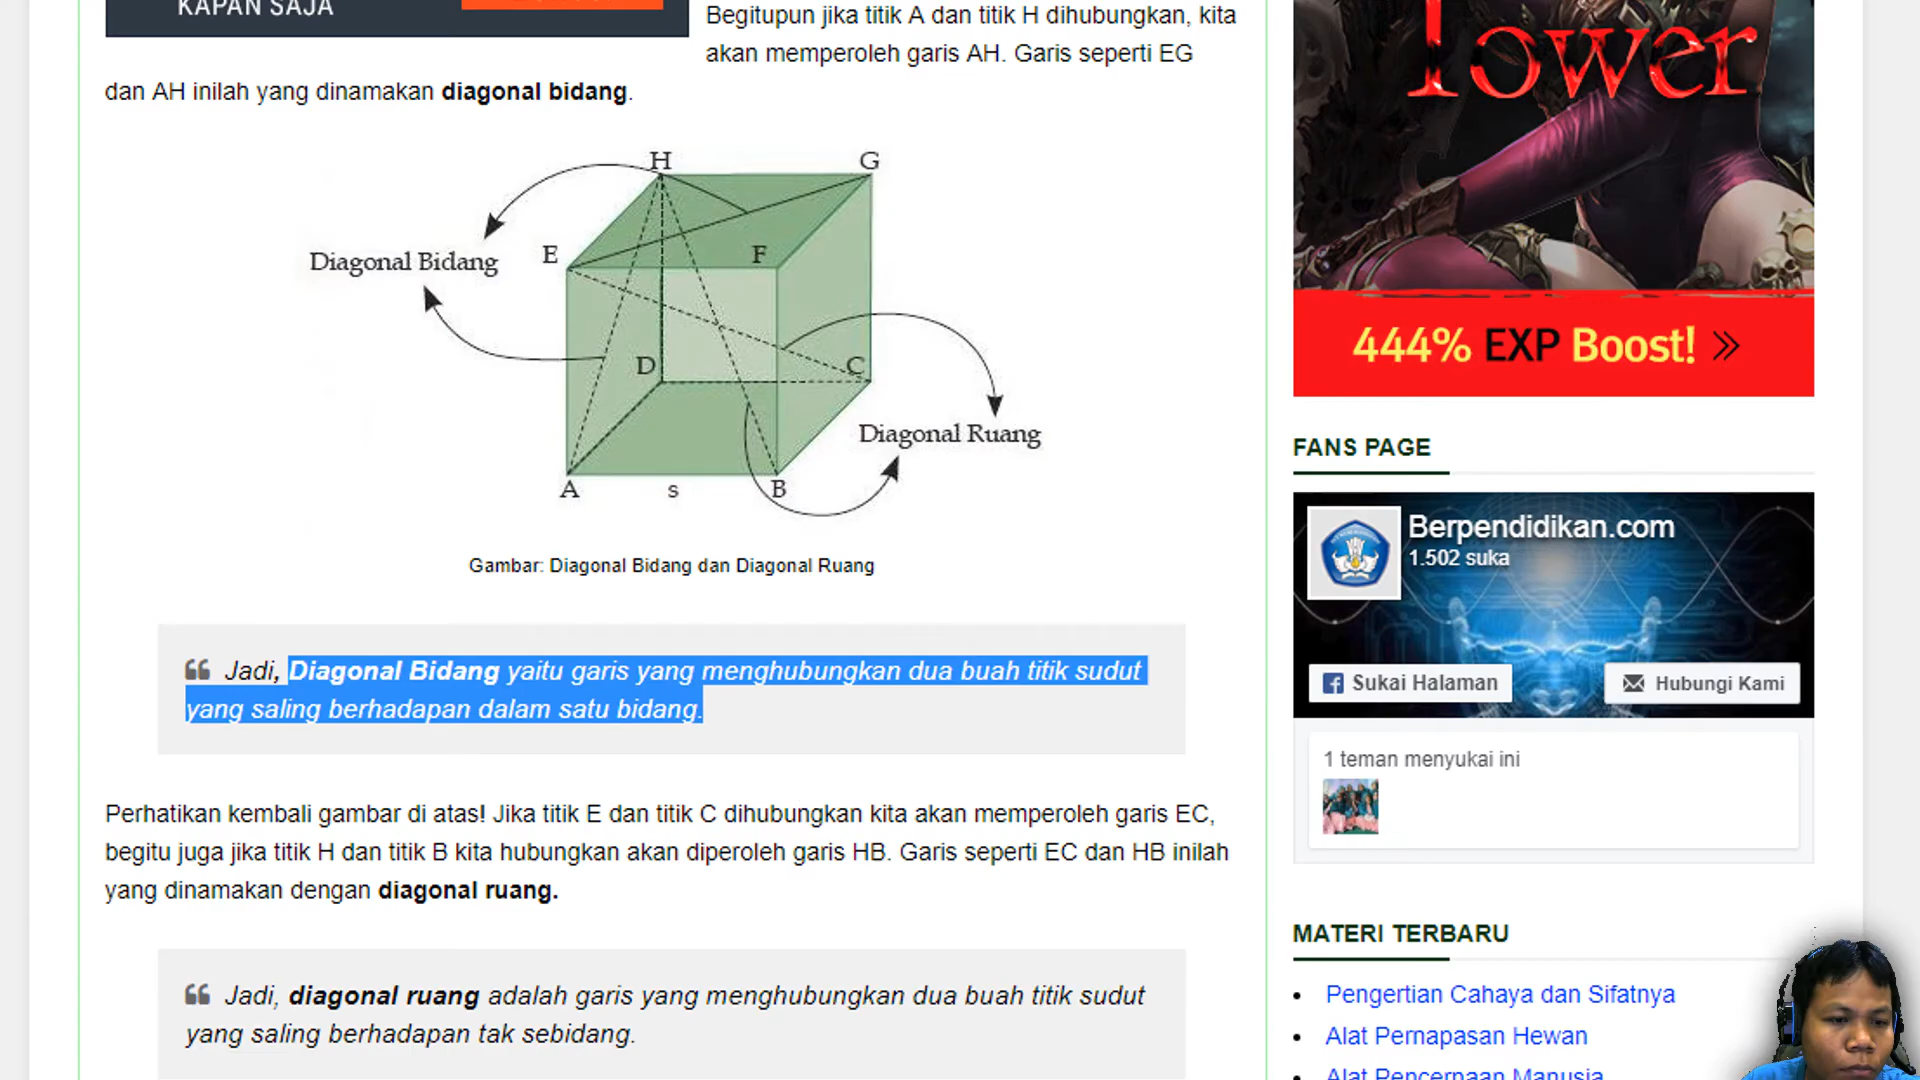 KAPAN SAJA
Begitupun jika titik A dan titik H dihubungkan, kita
akan memperoleh garis AH. Garis seperti EG
dan AH inilah yang dinamakan diagonal bidang.
H
G
Diagonal Bidang
E
F
D
C
Diagonal Ruang
A
s
B
Gambar: Diagonal Bidang dan Diagonal Ruang
Jadi, Diagonal Bidang yaitu garis yang menghubungkan dua buah titik sudut
yang saling berhadapan dalam satu bidang.
Perhatikan kembali gambar di atas! Jika titik E dan titik C dihubungkan kita akan memperoleh garis EC,
begitu juga jika titik H dan titik B kita hubungkan akan diperoleh garis HB. Garis seperti EC dan HB inilah
yang dinamakan dengan diagonal ruang.
Jadi, diagonal ruang adalah garis yang menghubungkan dua buah titik sudut
yang saling berhadapan tak sebidang.
Tower
444% EXP Boost! »
FANS PAGE
Berpendidikan.com
1.502 suka
Sukai Halaman
Hubungi Kami
1 teman menyukai ini
MATERI TERBARU
• Pengertian Cahaya dan Sifatnya
• Alat Pernapasan Hewan
• Alat Pencernaan Manusia